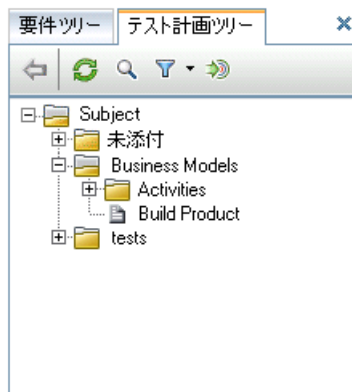 要件ツリー テスト計画ツリー
Subject
未添付
Business Models
Activities
Build Product
tests